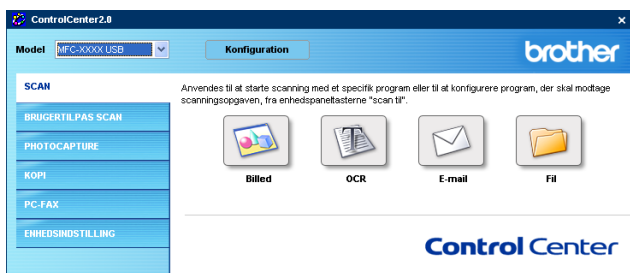 ControlCenter2.0
Model MFC-XXXX USB Konfiguration brother
SCAN
Anvendes til at starte scanning med et specifik program eller til at konfigurere program, der skal modtage
scanningsopgaven, fra enhedspaneltasterne "scan til".
BRUGERTILPAS SCAN
PHOTOCAPTURE
KOPI
PC-FAX
ENHEDSINDSTILLING
Billed OCR E-mail Fil
Control Center